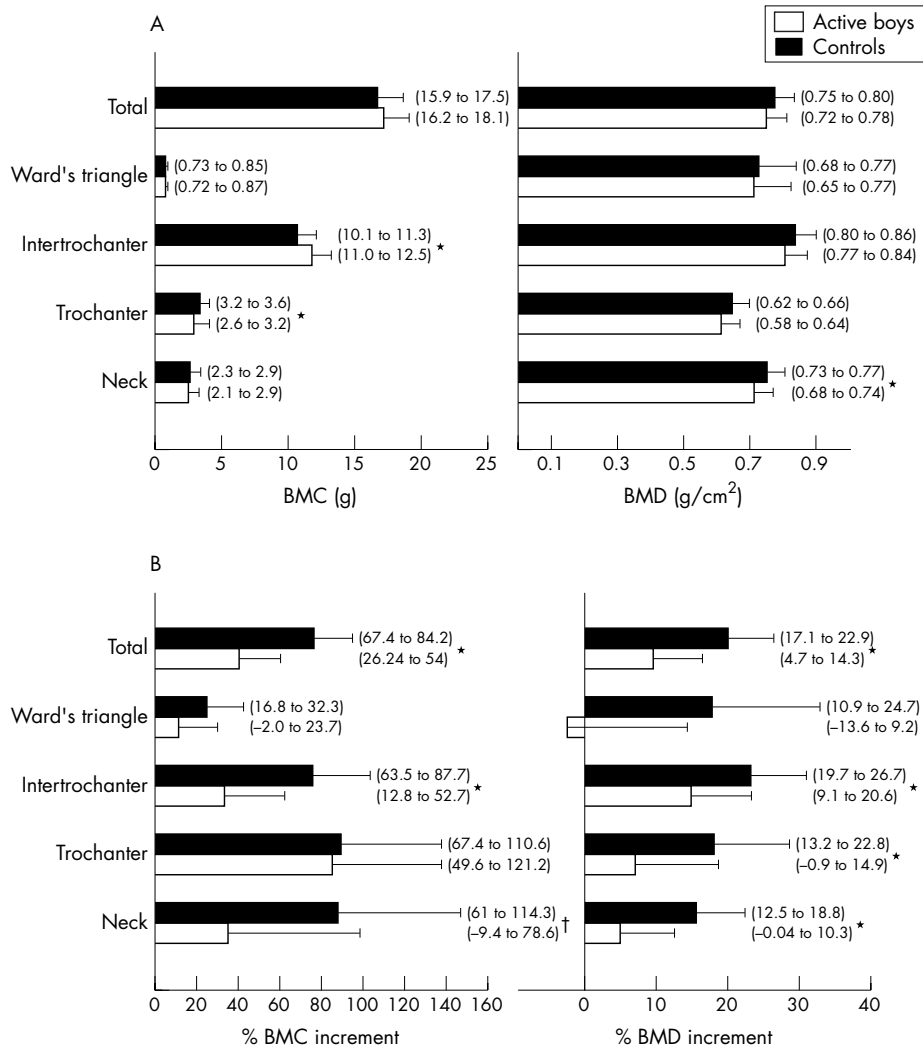 A
Active boys
Controls
Total
(15.9 to 17.5)
(16.2 to 18.1)
(0.75 to 0.80)
(0.72 to 0.78)
Ward's triangle
(0.73 to 0.85)
(0.72 to 0.87)
(0.68 to 0.77)
(0.65 to 0.77)
Intertrochanter
(10.1 to 11.3)
(11.0 to 12.5) ★
(0.80 to 0.86)
(0.77 to 0.84)
Trochanter
(3.2 to 3.6)
(2.6 to 3.2) ★
(0.62 to 0.66)
(0.58 to 0.64)
Neck
(2.3 to 2.9)
(2.1 to 2.9)
(0.73 to 0.77)
(0.68 to 0.74) ★
0 5 10 15 20 25
BMC (g)
0.1 0.3 0.5 0.7 0.9
BMD (g/cm²)
B
Total
(67.4 to 84.2)
(26.24 to 54) ★
(17.1 to 22.9)
(4.7 to 14.3) ★
Ward's triangle
(16.8 to 32.3)
(–2.0 to 23.7)
(10.9 to 24.7)
(–13.6 to 9.2)
Intertrochanter
(63.5 to 87.7)
(12.8 to 52.7) ★
(19.7 to 26.7)
(9.1 to 20.6) ★
Trochanter
(67.4 to 110.6)
(49.6 to 121.2)
(13.2 to 22.8)
(–0.9 to 14.9) ★
Neck
(61 to 114.3)
(–9.4 to 78.6) †
(12.5 to 18.8)
(–0.04 to 10.3) ★
0 20 40 60 80 100 120 140 160
% BMC increment
0 10 20 30 40
% BMD increment